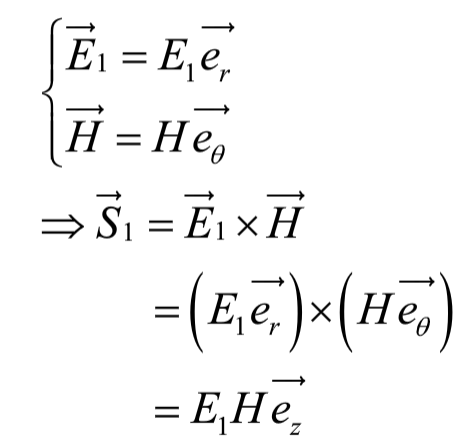 { E⃗₁ = E₁e⃗ᵣ
H⃗ = He⃗_θ
⇒ S⃗₁ = E⃗₁ × H⃗
= (E₁e⃗ᵣ) × (He⃗_θ)
= E₁He⃗_z